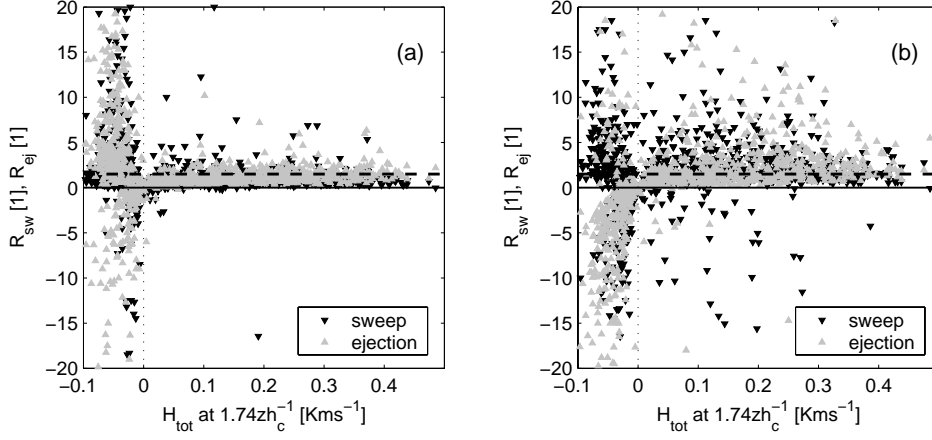 20
15
10
5
0
−5
−10
−15
−20
R_sw [1], R_ej [1]
(a)
sweep
ejection
−0.1 0 0.1 0.2 0.3 0.4
H_tot at 1.74zh_c^−1 [Kms^−1]
20
15
10
5
0
−5
−10
−15
−20
R_sw [1], R_ej [1]
(b)
sweep
ejection
−0.1 0 0.1 0.2 0.3 0.4
H_tot at 1.74zh_c^−1 [Kms^−1]